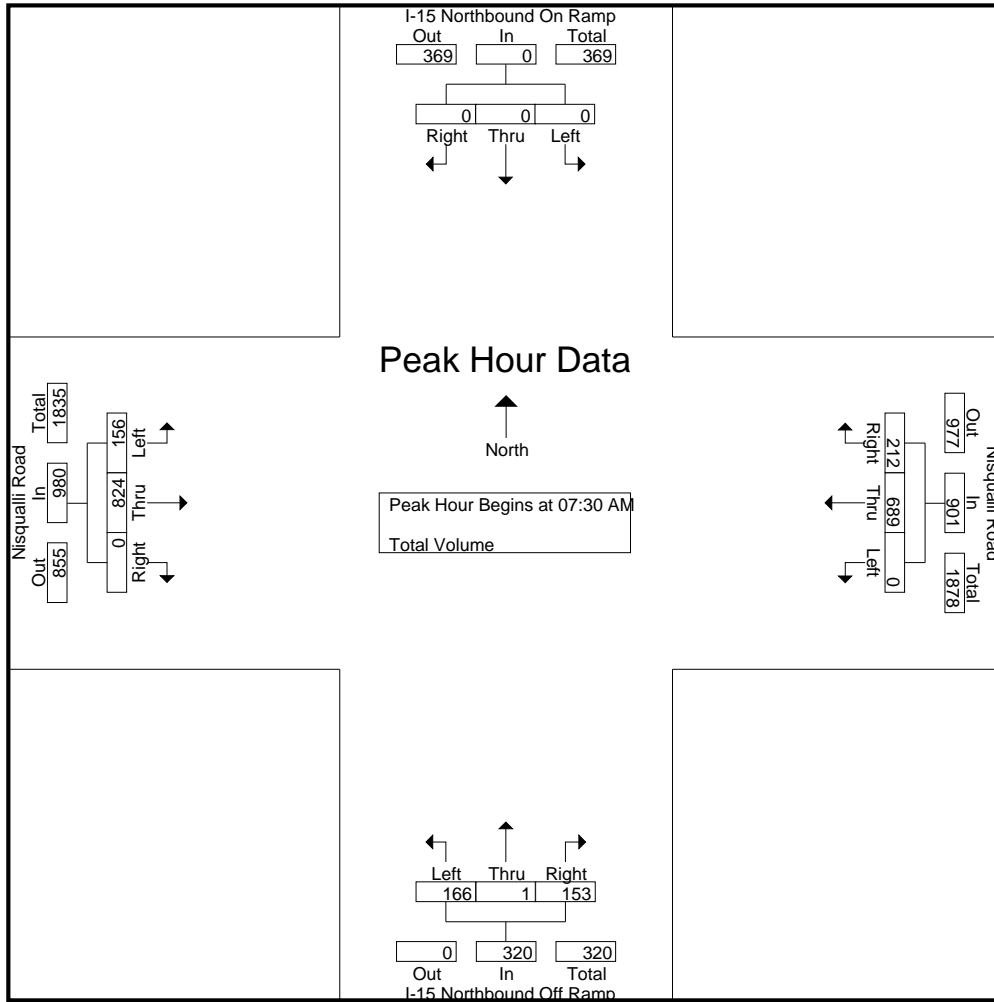 I-15 Northbound On Ramp
Out In Total
369 0 369
0 0 0
Right Thru Left
Peak Hour Data
North
Peak Hour Begins at 07:30 AM
Total Volume
Nisqualli Road
Total In Out
1835 980 855
156 824 0
Left Thru Right
Right Thru Left
212 689 0
Out In Total
977 901 1878
Nisqualli Road
Left Thru Right
166 1 153
0 320 320
Out In Total
I-15 Northbound Off Ramp